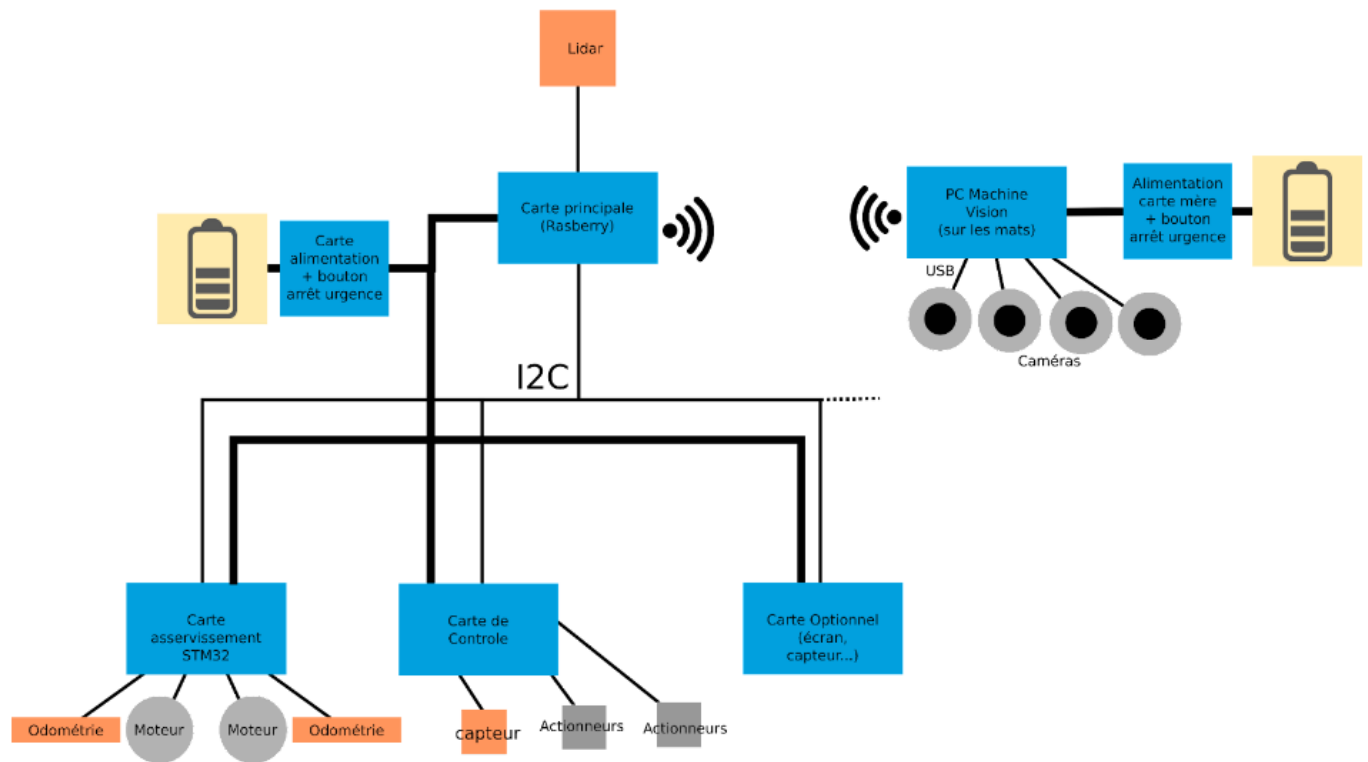 Lidar
Carte principale
(Rasberry)
PC Machine
Vision
(sur les mats)
Alimentation
carte mère
+ bouton
arrêt urgence
Carte
alimentation
+ bouton
arrêt urgence
USB
Caméras
I2C
Carte
asservissement
STM32
Carte de
Controle
Carte Optionnel
(écran,
capteur...)
Odométrie
Moteur
Moteur
Odométrie
capteur
Actionneurs
Actionneurs